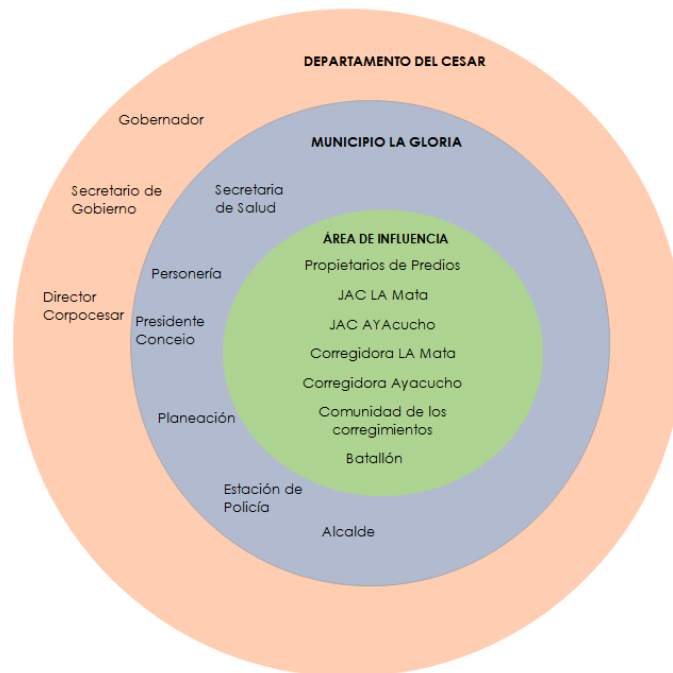 DEPARTAMENTO DEL CESAR
Gobernador
MUNICIPIO LA GLORIA
Secretario de
Gobierno
Secretaria
de Salud
ÁREA DE INFLUENCIA
Propietarios de Predios
Personería
JAC LA Mata
Director
Corpocesar
Presidente
Conceio
JAC AYAcucho
Corregidora LA Mata
Corregidora Ayacucho
Planeación
Comunidad de los
corregimientos
Batallón
Estación de
Policía
Alcalde